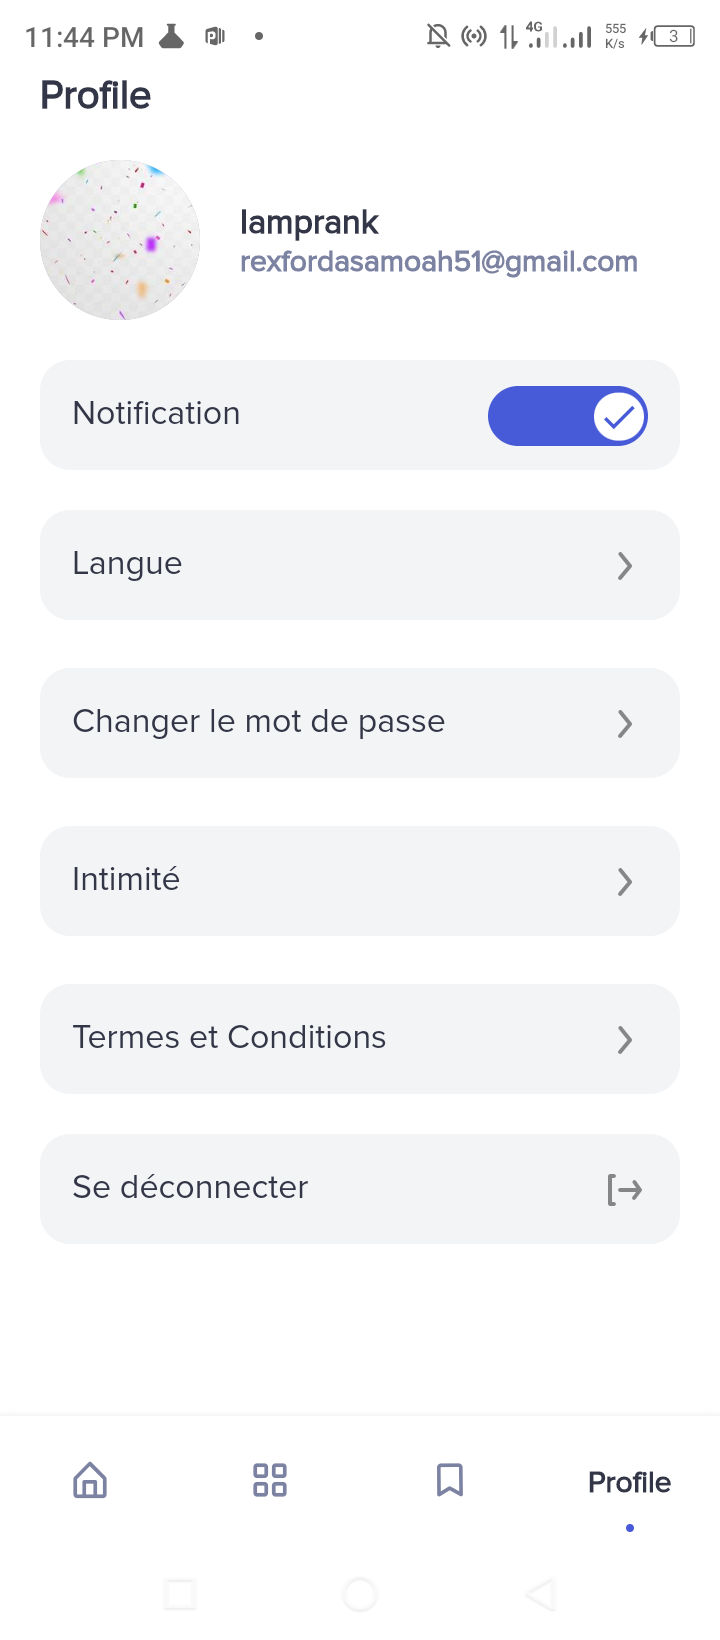 11:44 PM
4G
555
K/s
3
Profile
lamprank
rexfordasamoah51@gmail.com
Notification
Langue
Changer le mot de passe
Intimité
Termes et Conditions
Se déconnecter
Profile